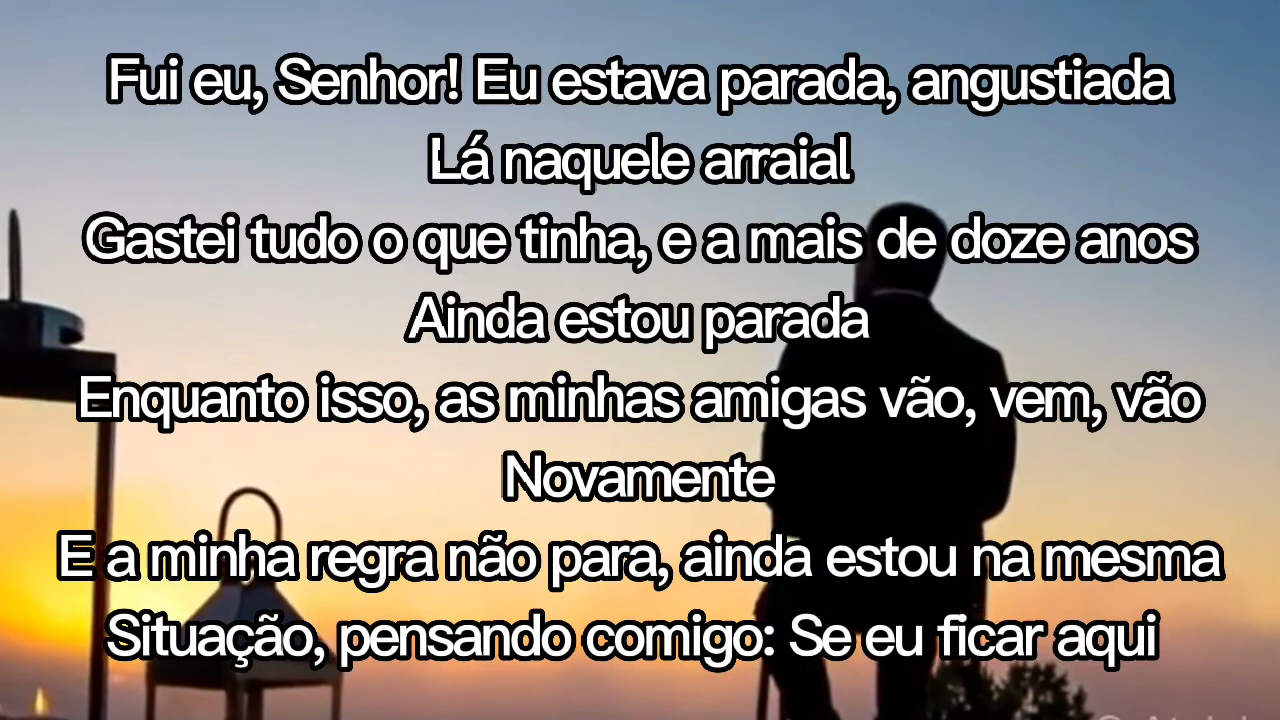 Fui eu, Senhor! Eu estava parada, angustiada
Lá naquele arraial
Gastei tudo o que tinha, e a mais de doze anos
Ainda estou parada
Enquanto isso, as minhas amigas vão, vem, vão
Novamente
E a minha regra não para, ainda estou na mesma
Situação, pensando comigo: Se eu ficar aqui